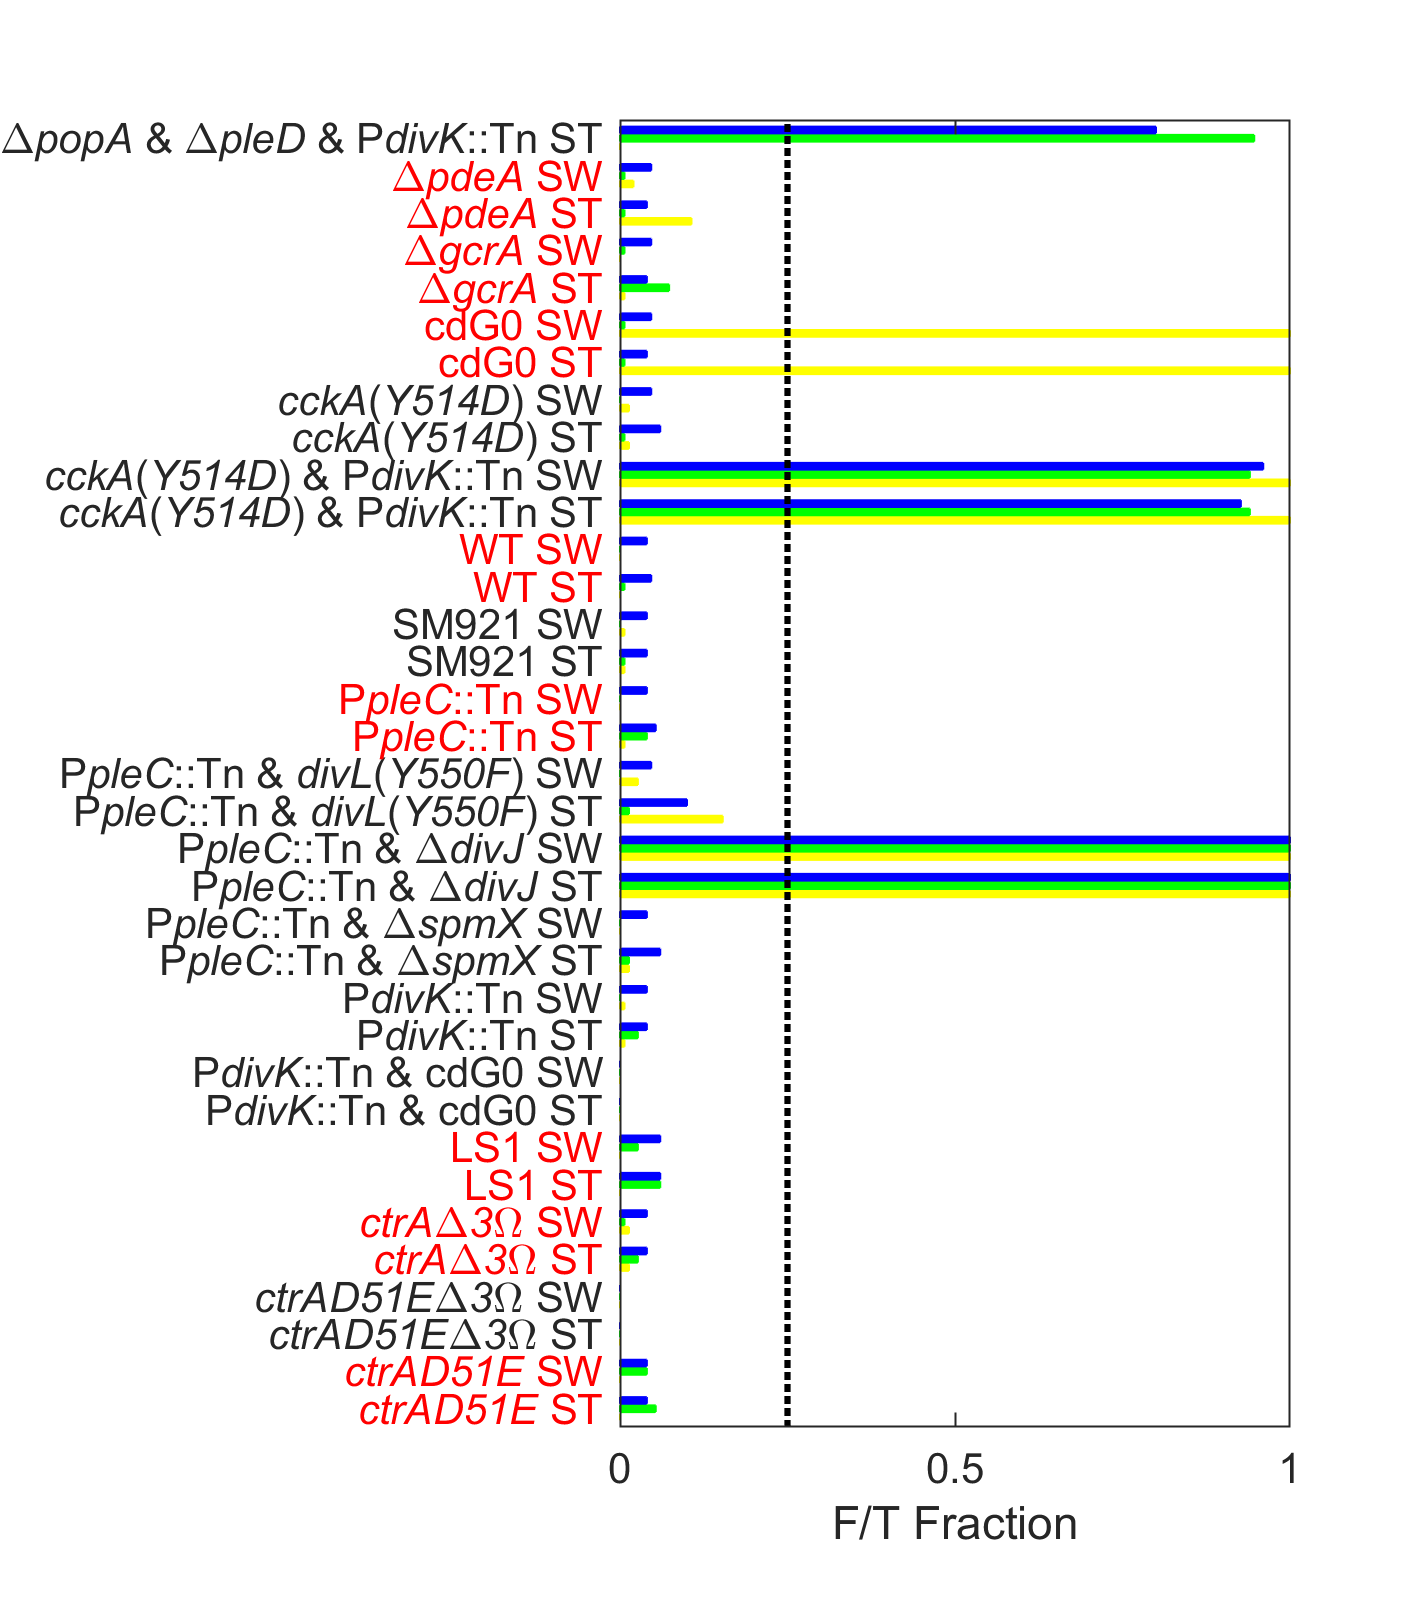 ΔpopA & ΔpleD & PdivK::Tn ST
ΔpdeA SW
ΔpdeA ST
ΔgcrA SW
ΔgcrA ST
cdG0 SW
cdG0 ST
cckA(Y514D) SW
cckA(Y514D) ST
cckA(Y514D) & PdivK::Tn SW
cckA(Y514D) & PdivK::Tn ST
WT SW
WT ST
SM921 SW
SM921 ST
PpleC::Tn SW
PpleC::Tn ST
PpleC::Tn & divL(Y550F) SW
PpleC::Tn & divL(Y550F) ST
PpleC::Tn & ΔdivJ SW
PpleC::Tn & ΔdivJ ST
PpleC::Tn & ΔspmX SW
PpleC::Tn & ΔspmX ST
PdivK::Tn SW
PdivK::Tn ST
PdivK::Tn & cdG0 SW
PdivK::Tn & cdG0 ST
LS1 SW
LS1 ST
ctrAΔ3Ω SW
ctrAΔ3Ω ST
ctrAD51EΔ3Ω SW
ctrAD51EΔ3Ω ST
ctrAD51E SW
ctrAD51E ST
0 0.5 1
F/T Fraction